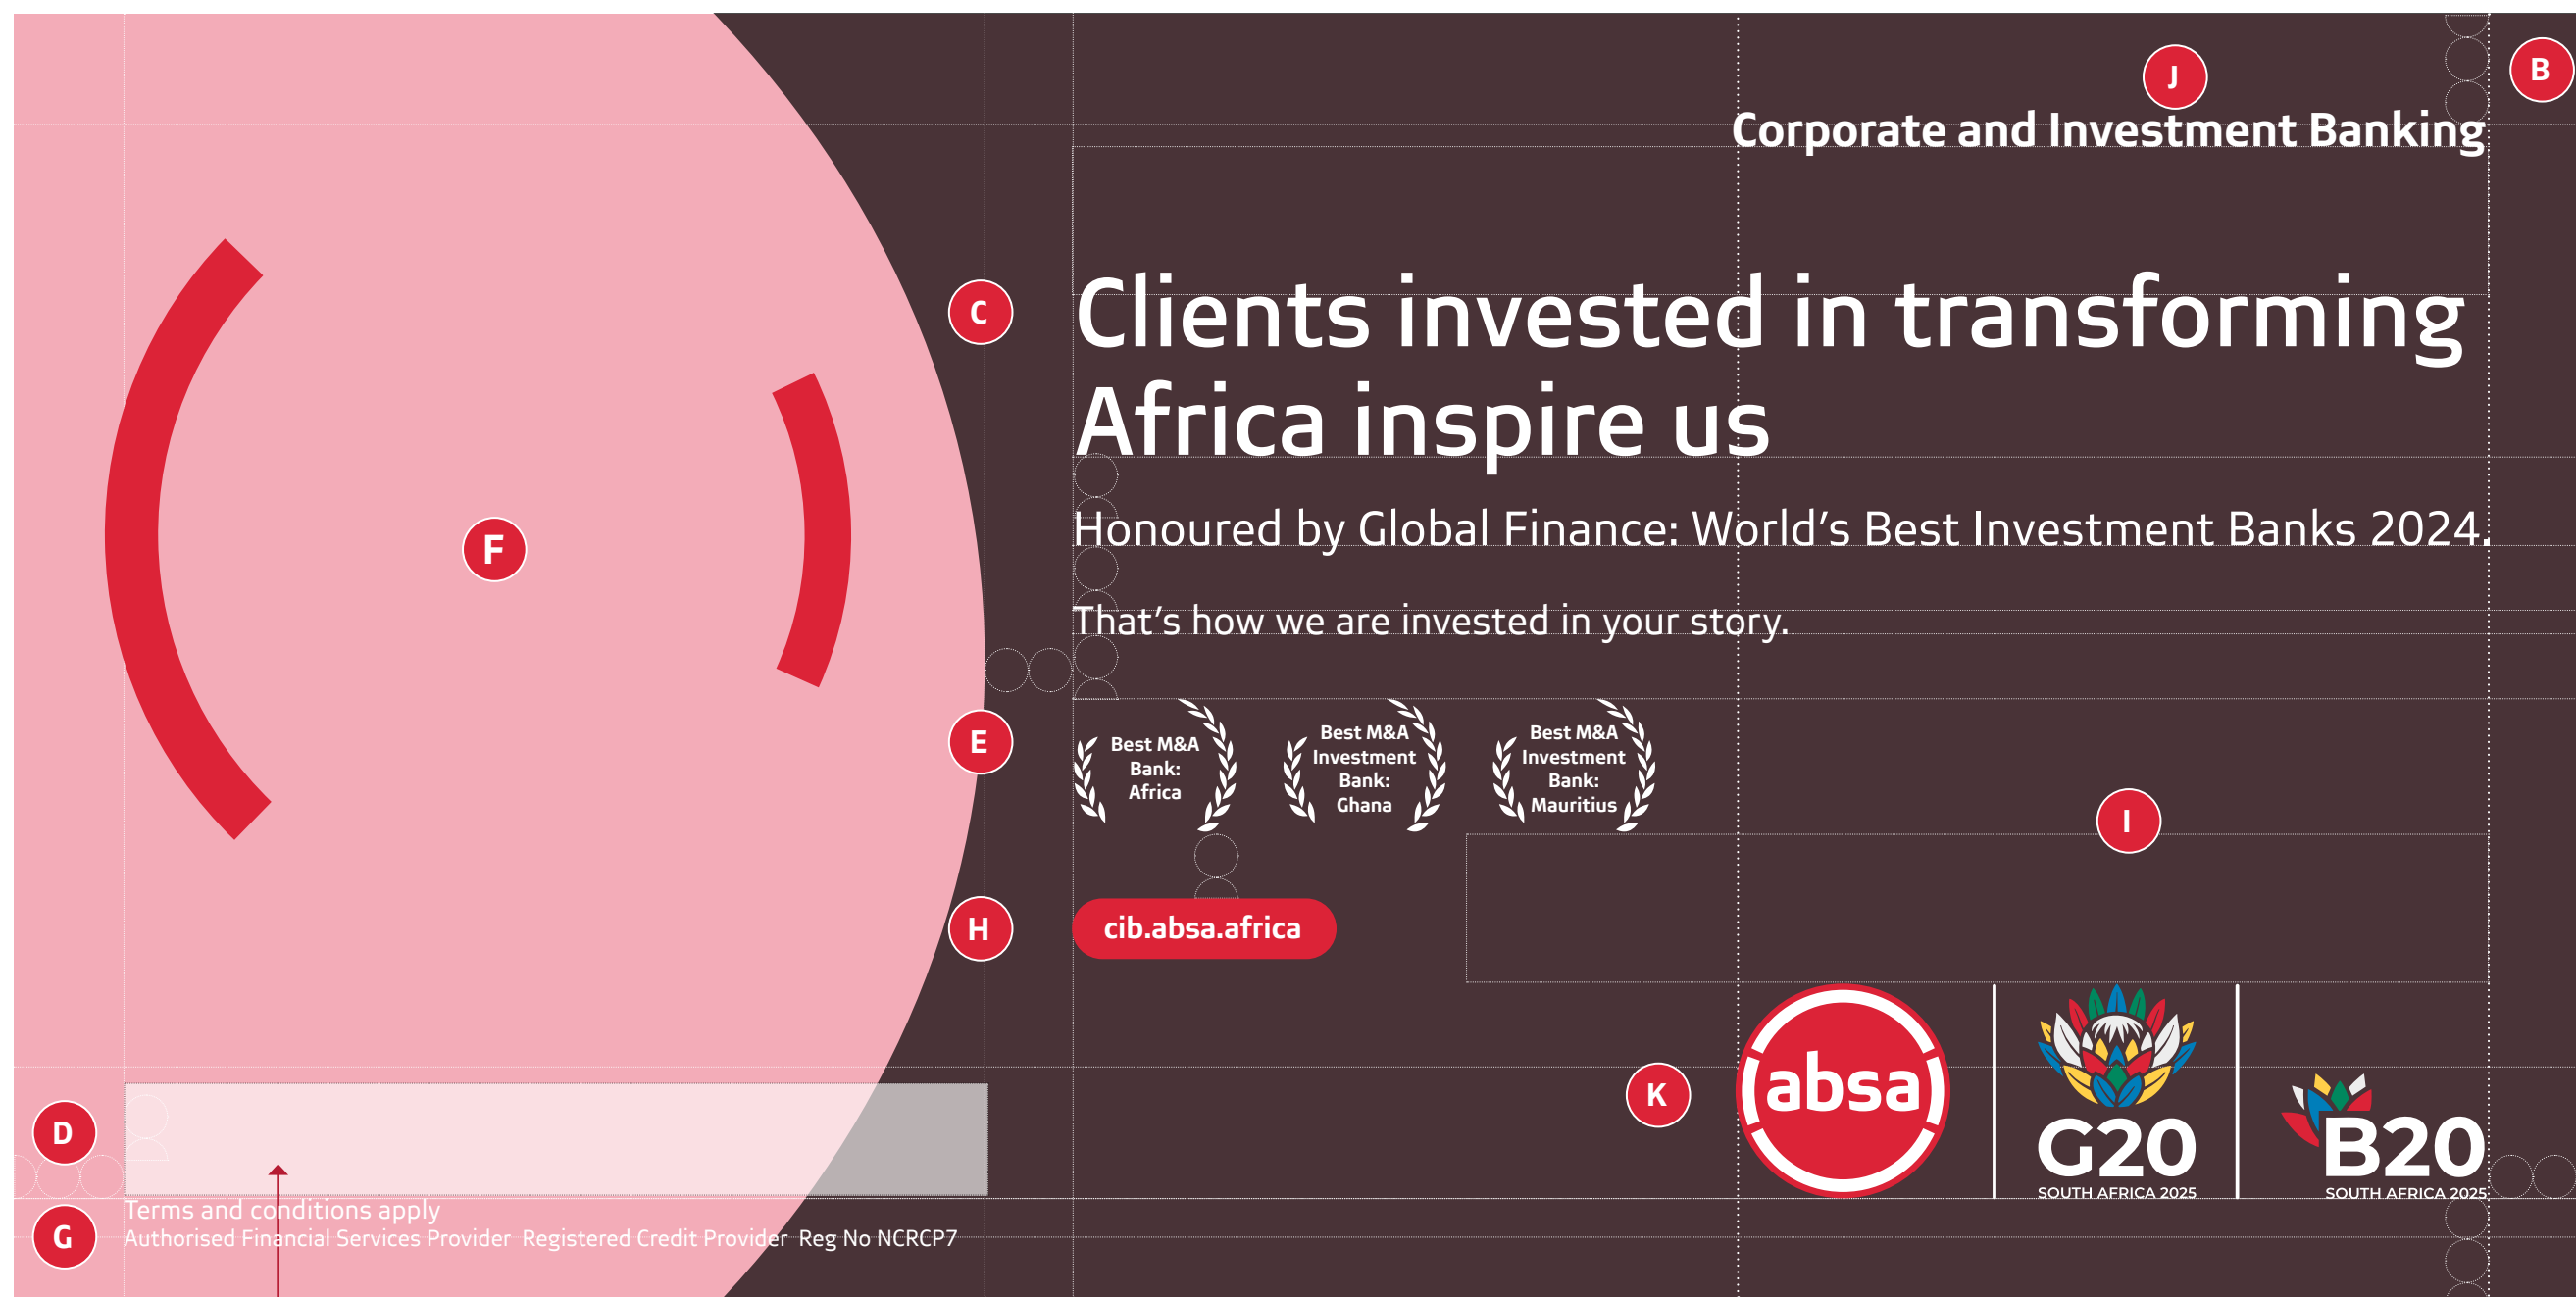 J
B
Corporate and Investment Banking
C
Clients invested in transforming
Africa inspire us
F
Honoured by Global Finance: World’s Best Investment Banks 2024.
That’s how we are invested in your story.
E
Best M&A
Bank:
Africa
Best M&A
Investment
Bank:
Ghana
Best M&A
Investment
Bank:
Mauritius
I
H
cib.absa.africa
K
absa
G20
SOUTH AFRICA 2025
B20
SOUTH AFRICA 2025
D
G
Terms and conditions apply
Authorised Financial Services Provider Registered Credit Provider Reg No NCRCP7